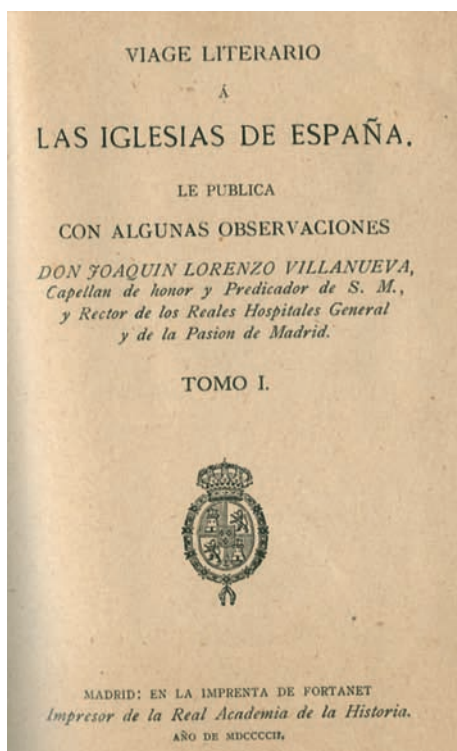 VIAGE LITERARIO
Á
LAS IGLESIAS DE ESPAÑA.
LE PUBLICA
CON ALGUNAS OBSERVACIONES
DON JOAQUIN LORENZO VILLANUEVA,
Capellan de honor y Predicador de S. M.,
y Rector de los Reales Hospitales General
y de la Pasion de Madrid.
TOMO I.
MADRID: EN LA IMPRENTA DE FORTANET
Impresor de la Real Academia de la Historia.
AÑO DE MDCCCCII.